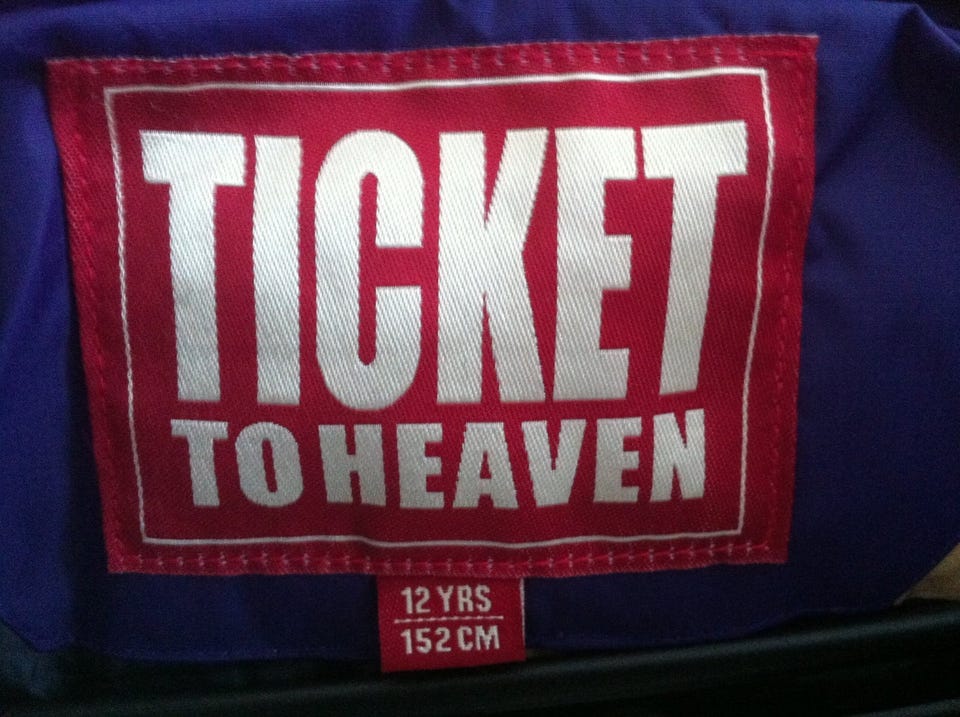 TICKET
TO HEAVEN
12 YRS
152 CM